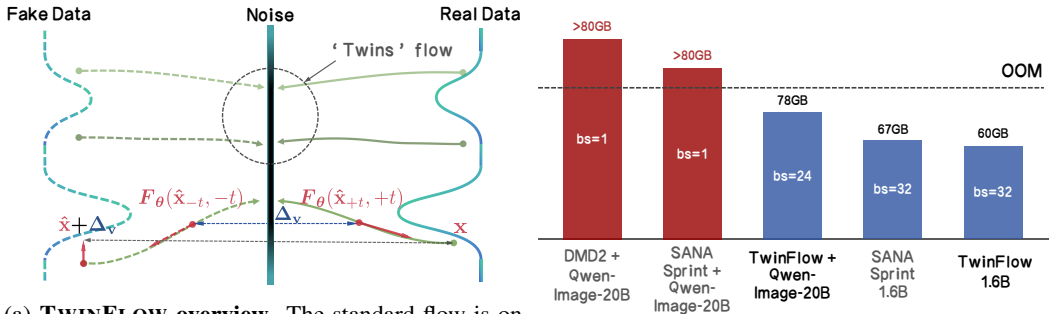 Fake Data
Noise
Real Data
‘Twins’ flow
F_θ(x̂_{-t}, -t)
F_θ(x̂_{+t}, +t)
Δ_v
x̂+Δ_v
x
(a) TWINFLOW overview. The standard flow is on
>80GB
>80GB
OOM
78GB
67GB
60GB
bs=1
bs=1
bs=24
bs=32
bs=32
DMD2 +
Qwen-
Image-20B
SANA
Sprint +
Qwen-
Image-20B
TwinFlow +
Qwen-
Image-20B
SANA
Sprint
1.6B
TwinFlow
1.6B